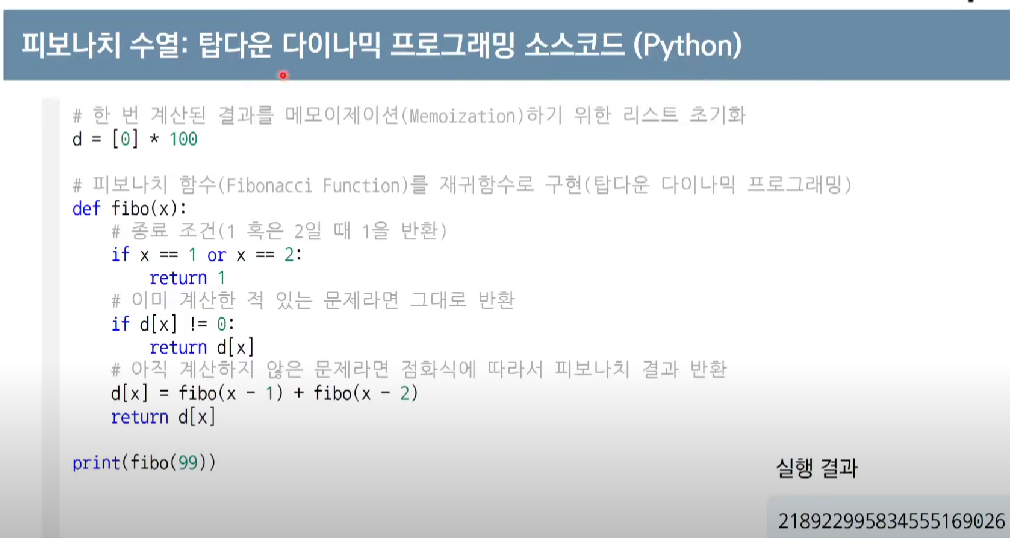 피보나치 수열: 탑다운 다이나믹 프로그래밍 소스코드 (Python)
# 한 번 계산된 결과를 메모이제이션(Memoization)하기 위한 리스트 초기화
d = [0] * 100
# 피보나치 함수(Fibonacci Function)를 재귀함수로 구현(탑다운 다이나믹 프로그래밍)
def fibo(x):
    # 종료 조건(1 혹은 2일 때 1을 반환)
    if x == 1 or x == 2:
        return 1
    # 이미 계산한 적 있는 문제라면 그대로 반환
    if d[x] != 0:
        return d[x]
    # 아직 계산하지 않은 문제라면 점화식에 따라서 피보나치 결과 반환
    d[x] = fibo(x - 1) + fibo(x - 2)
    return d[x]
print(fibo(99))
실행 결과
218922995834555169026